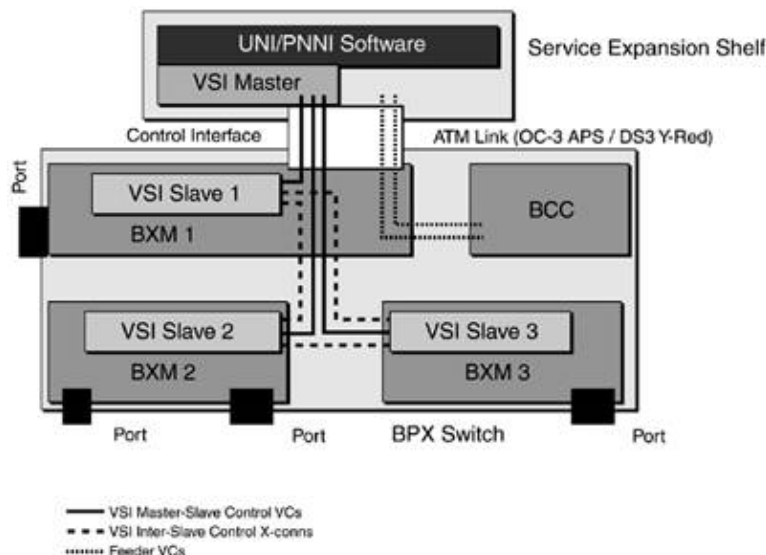 UNI/PNNI Software
Service Expansion Shelf
VSI Master
Control Interface
ATM Link (OC-3 APS / DS3 Y-Red)
Port
VSI Slave 1
BXM 1
BCC
VSI Slave 2
BXM 2
VSI Slave 3
BXM 3
Port
Port
BPX Switch
Port
VSI Master-Slave Control VCs
VSI Inter-Slave Control X-conns
Feeder VCs